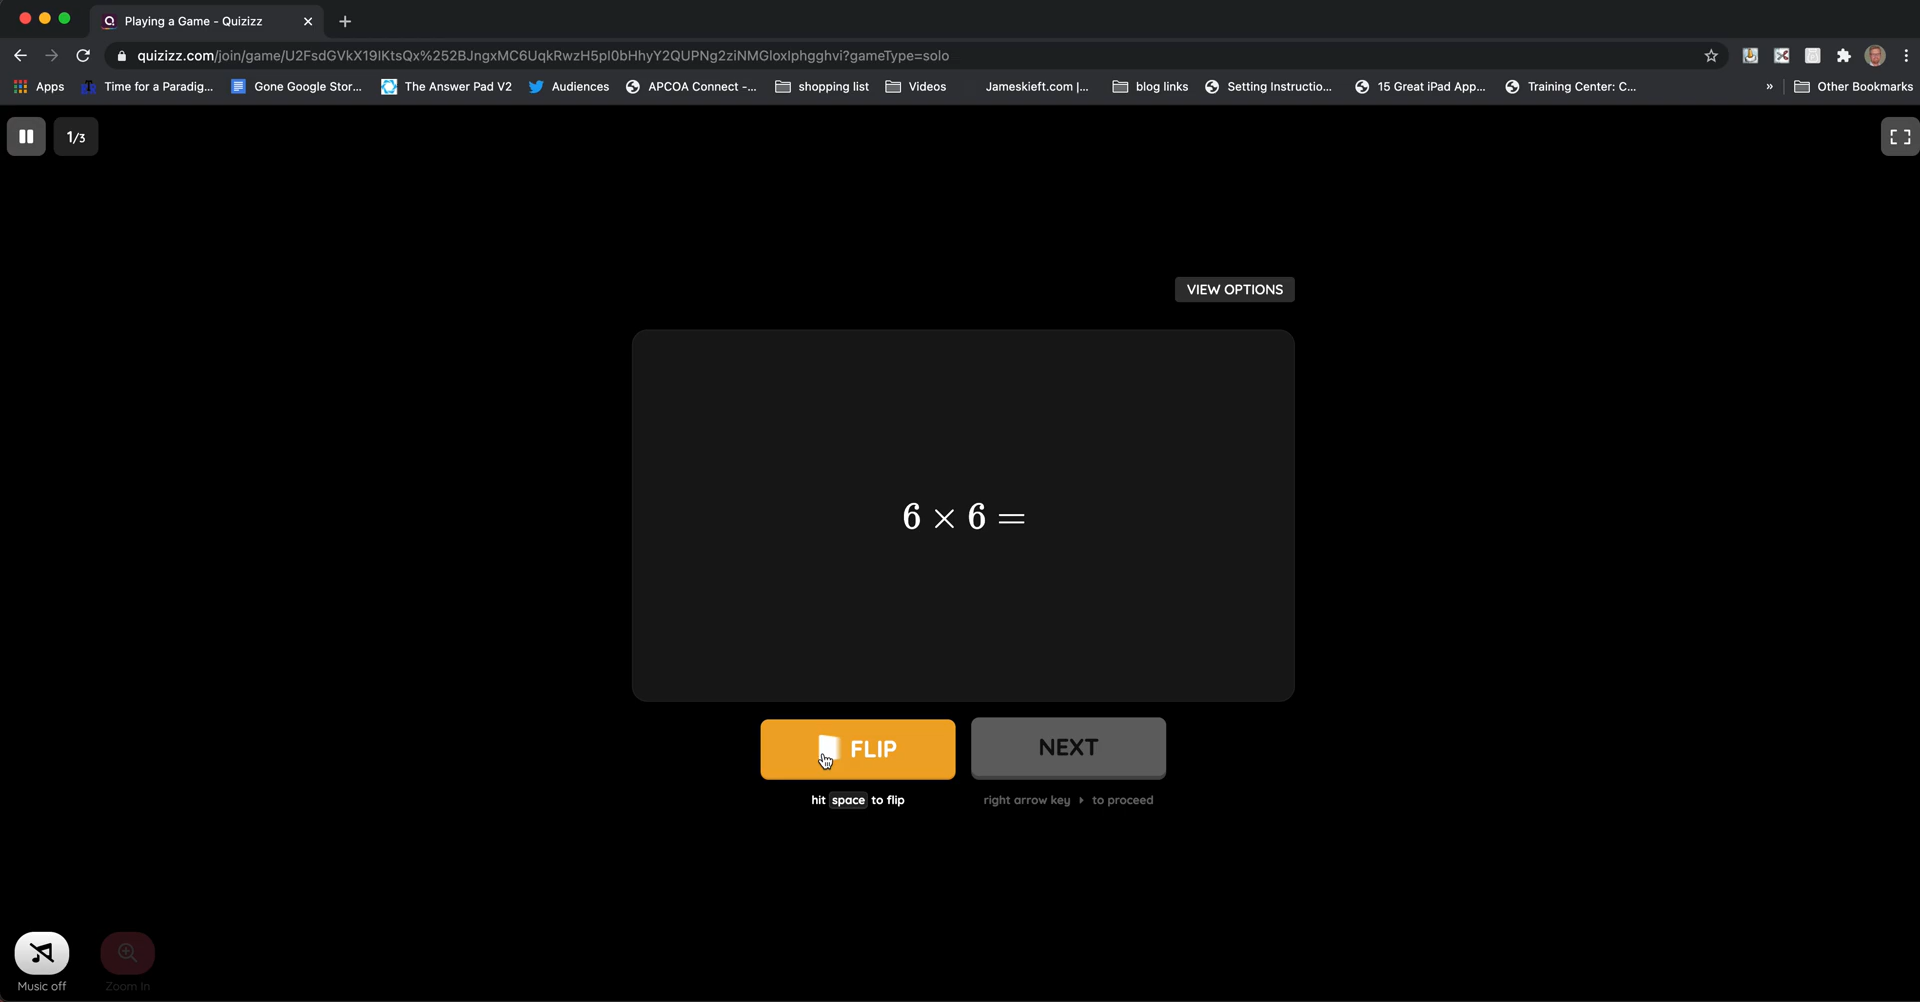 Playing a Game - Quizizz
quizizz.com/join/game/U2FsdGVkX19IKtsQx%252BJngxMC6UqkRwzH5pI0bHhyY2QUPNg2ziNMGloxIphgghvi?gameType=solo
Apps Time for a Paradig... Gone Google Stor... The Answer Pad V2 Audiences APCOA Connect -... shopping list Videos Jameskieft.com |... blog links Setting Instructio... 15 Great iPad App... Training Center: C... » Other Bookmarks
1/3
VIEW OPTIONS
6 × 6 =
FLIP NEXT
hit space to flip right arrow key to proceed
Music off Zoom In